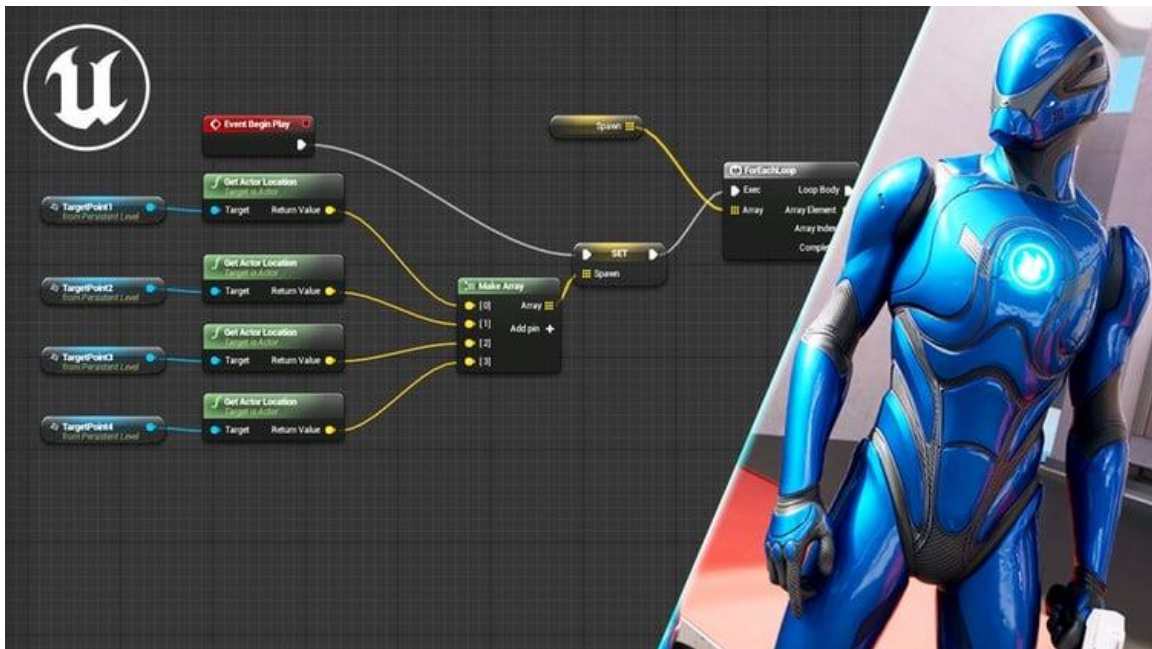 Event Begin Play
Spawn
Get Actor Location
Target is Actor
TargetPoint1
from Persistent Level
Target Return Value
ForEachLoop
Exec Loop Body
Array Array Element
Array Index
Get Actor Location
Target is Actor
TargetPoint2
from Persistent Level
Target Return Value
SET
Spawn
Make Array
[0] Array
[1] Add pin +
[2]
[3]
Get Actor Location
Target is Actor
TargetPoint3
from Persistent Level
Target Return Value
Get Actor Location
Target is Actor
TargetPoint4
from Persistent Level
Target Return Value